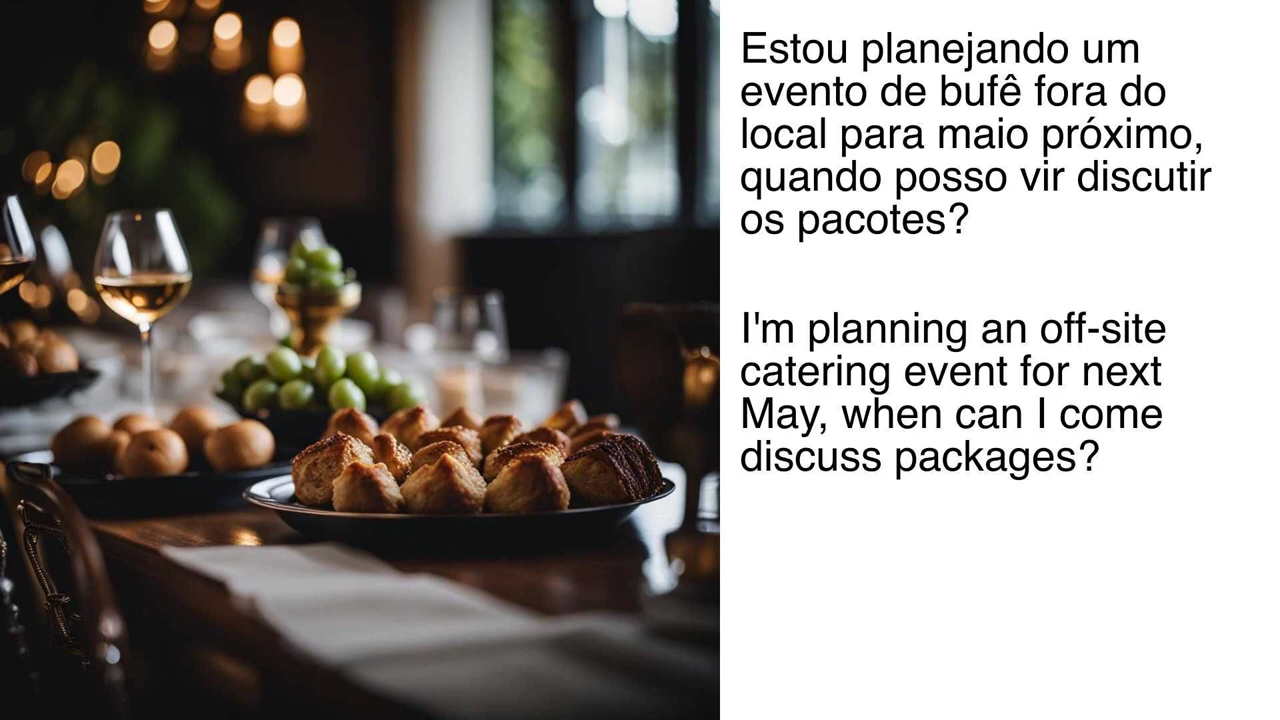 Estou planejando um
evento de bufê fora do
local para maio próximo,
quando posso vir discutir
os pacotes?
I'm planning an off-site
catering event for next
May, when can I come
discuss packages?